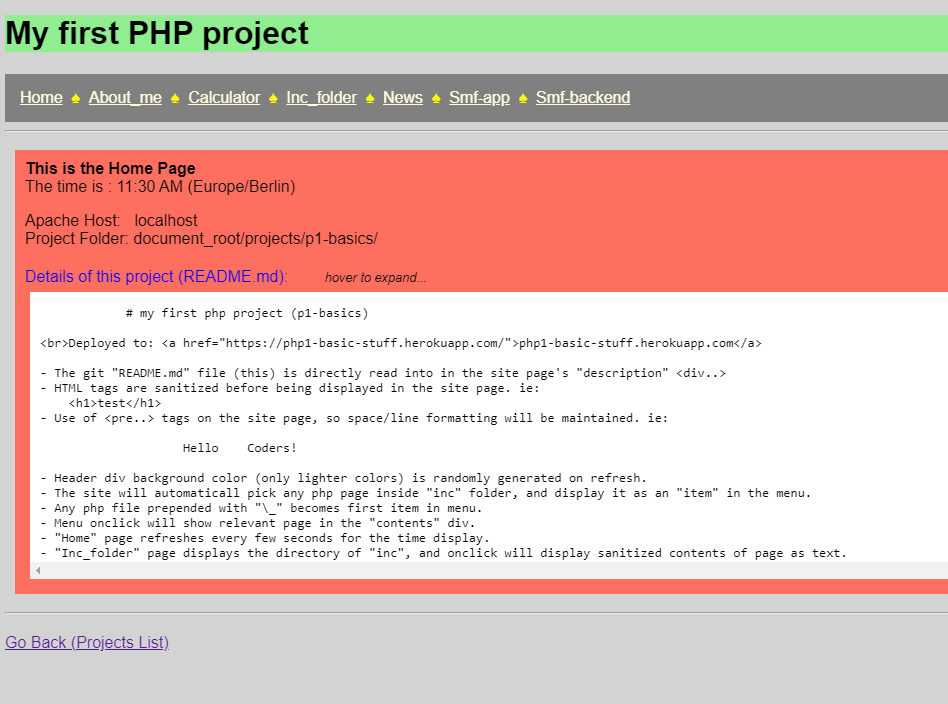 My first PHP project
Home ♠ About_me ♠ Calculator ♠ Inc_folder ♠ News ♠ Smf-app ♠ Smf-backend
This is the Home Page
The time is : 11:30 AM (Europe/Berlin)
Apache Host: localhost
Project Folder: document_root/projects/p1-basics/
Details of this project (README.md): hover to expand...
# my first php project (p1-basics)
<br>Deployed to: <a href="https://php1-basic-stuff.herokuapp.com/">php1-basic-stuff.herokuapp.com</a>
- The git "README.md" file (this) is directly read into in the site page's "description" <div..>
- HTML tags are sanitized before being displayed in the site page. ie:
<h1>test</h1>
- Use of <pre..> tags on the site page, so space/line formatting will be maintained. ie:
Hello    Coders!
- Header div background color (only lighter colors) is randomly generated on refresh.
- The site will automaticall pick any php page inside "inc" folder, and display it as an "item" in the menu.
- Any php file prepended with "\_" becomes first item in menu.
- Menu onclick will show relevant page in the "contents" div.
- "Home" page refreshes every few seconds for the time display.
- "Inc_folder" page displays the directory of "inc", and onclick will display sanitized contents of page as text.
Go Back (Projects List)